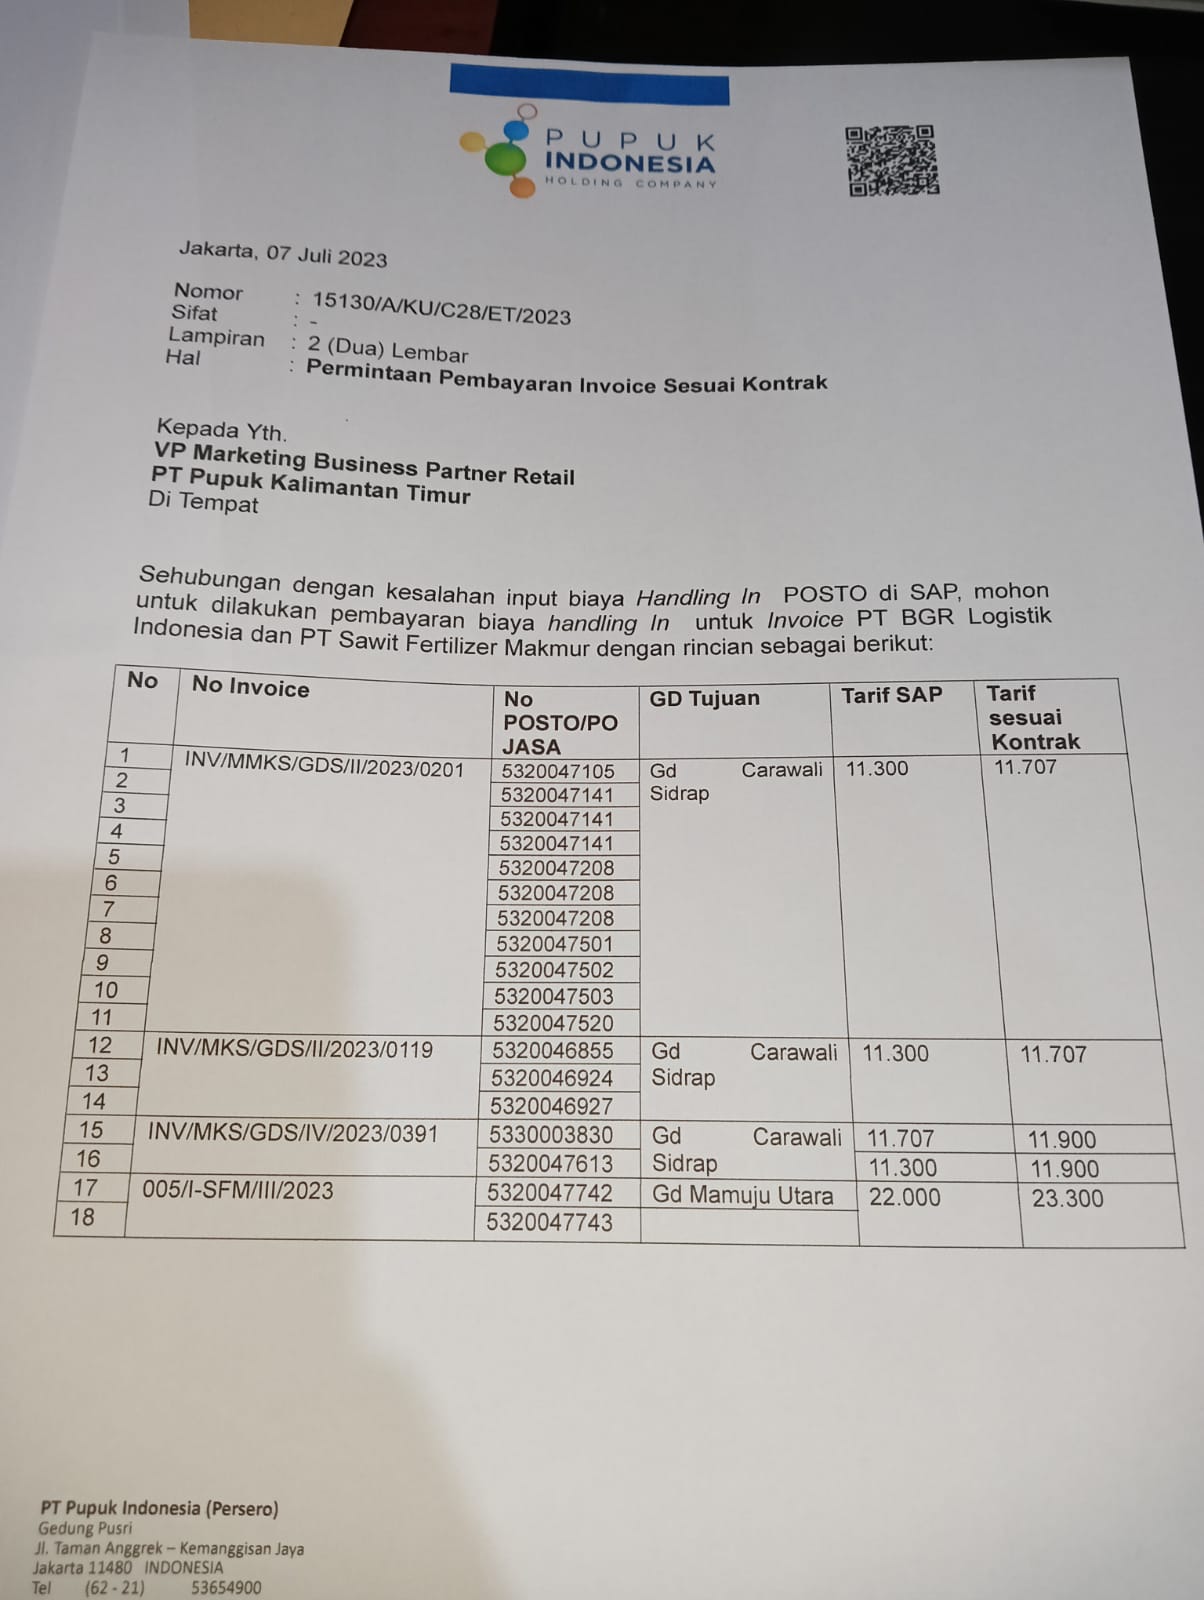 PUPUK
INDONESIA
HOLDING COMPANY
Jakarta, 07 Juli 2023
Nomor : 15130/A/KU/C28/ET/2023
Sifat : -
Lampiran : 2 (Dua) Lembar
Hal : Permintaan Pembayaran Invoice Sesuai Kontrak
Kepada Yth.
VP Marketing Business Partner Retail
PT Pupuk Kalimantan Timur
Di Tempat
Sehubungan dengan kesalahan input biaya Handling In POSTO di SAP, mohon
untuk dilakukan pembayaran biaya handling In untuk Invoice PT BGR Logistik
Indonesia dan PT Sawit Fertilizer Makmur dengan rincian sebagai berikut:
No No Invoice No POSTO/PO JASA GD Tujuan Tarif SAP Tarif sesuai Kontrak
1 INV/MMKS/GDS/II/2023/0201 5320047105 Gd Carawali 11.300 11.707
2 5320047141 Sidrap
3 5320047141
4 5320047141
5 5320047208
6 5320047208
7 5320047208
8 5320047501
9 5320047502
10 5320047503
11 5320047520
12 INV/MKS/GDS/II/2023/0119 5320046855 Gd Carawali 11.300 11.707
13 5320046924 Sidrap
14 5320046927
15 INV/MKS/GDS/IV/2023/0391 5330003830 Gd Carawali 11.707 11.900
16 5320047613 Sidrap 11.300 11.900
17 005/I-SFM/III/2023 5320047742 Gd Mamuju Utara 22.000 23.300
18 5320047743
PT Pupuk Indonesia (Persero)
Gedung Pusri
Jl. Taman Anggrek – Kemanggisan Jaya
Jakarta 11480 INDONESIA
Tel (62 - 21) 53654900